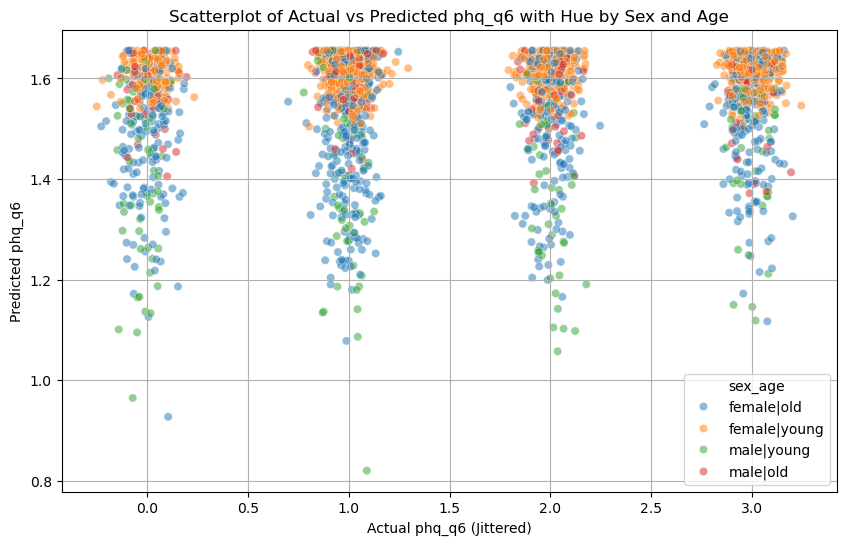 Scatterplot of Actual vs Predicted phq_q6 with Hue by Sex and Age
Predicted phq_q6
1.6
1.4
1.2
1.0
0.8
0.0
0.5
1.0
1.5
2.0
2.5
3.0
Actual phq_q6 (Jittered)
sex_age
female|old
female|young
male|young
male|old